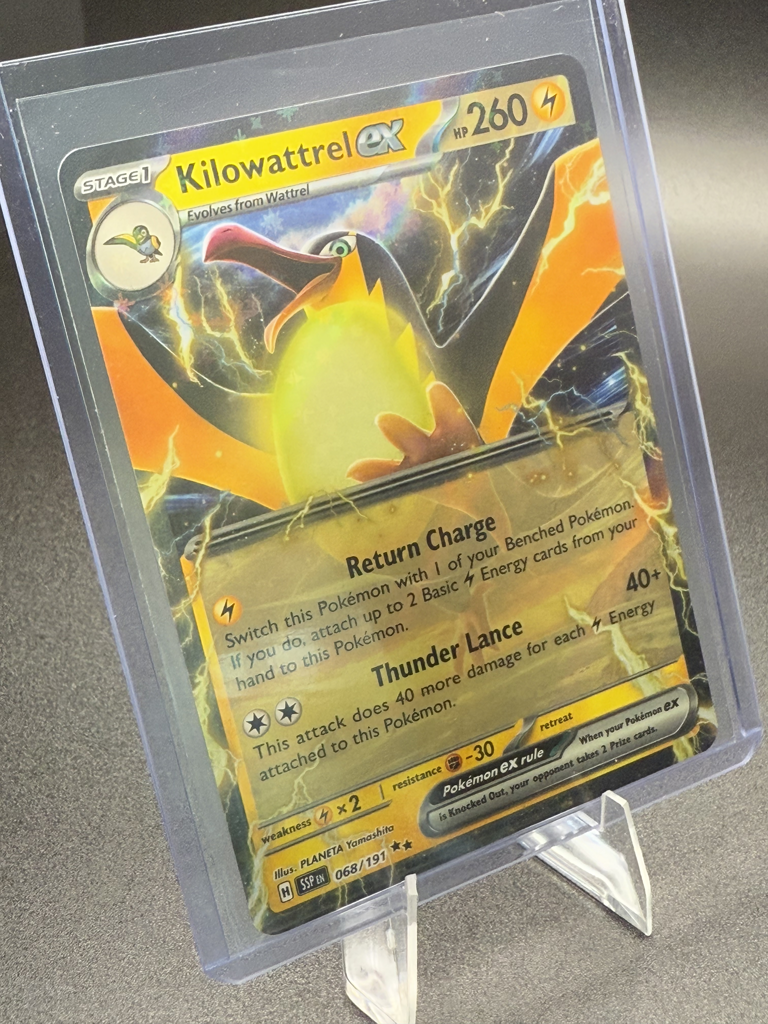 STAGE1
Kilowattrel ex HP 260
Evolves from Wattrel
Return Charge
Switch this Pokémon with 1 of your Benched Pokémon.
If you do, attach up to 2 Basic Energy cards from your
hand to this Pokémon.
Thunder Lance 40+
This attack does 40 more damage for each Energy
attached to this Pokémon.
weakness ×2 resistance -30 retreat
Pokémon ex rule When your Pokémon ex
is Knocked Out, your opponent takes 2 Prize cards.
Illus. PLANETA Yamashita
H SSP EN 068/191